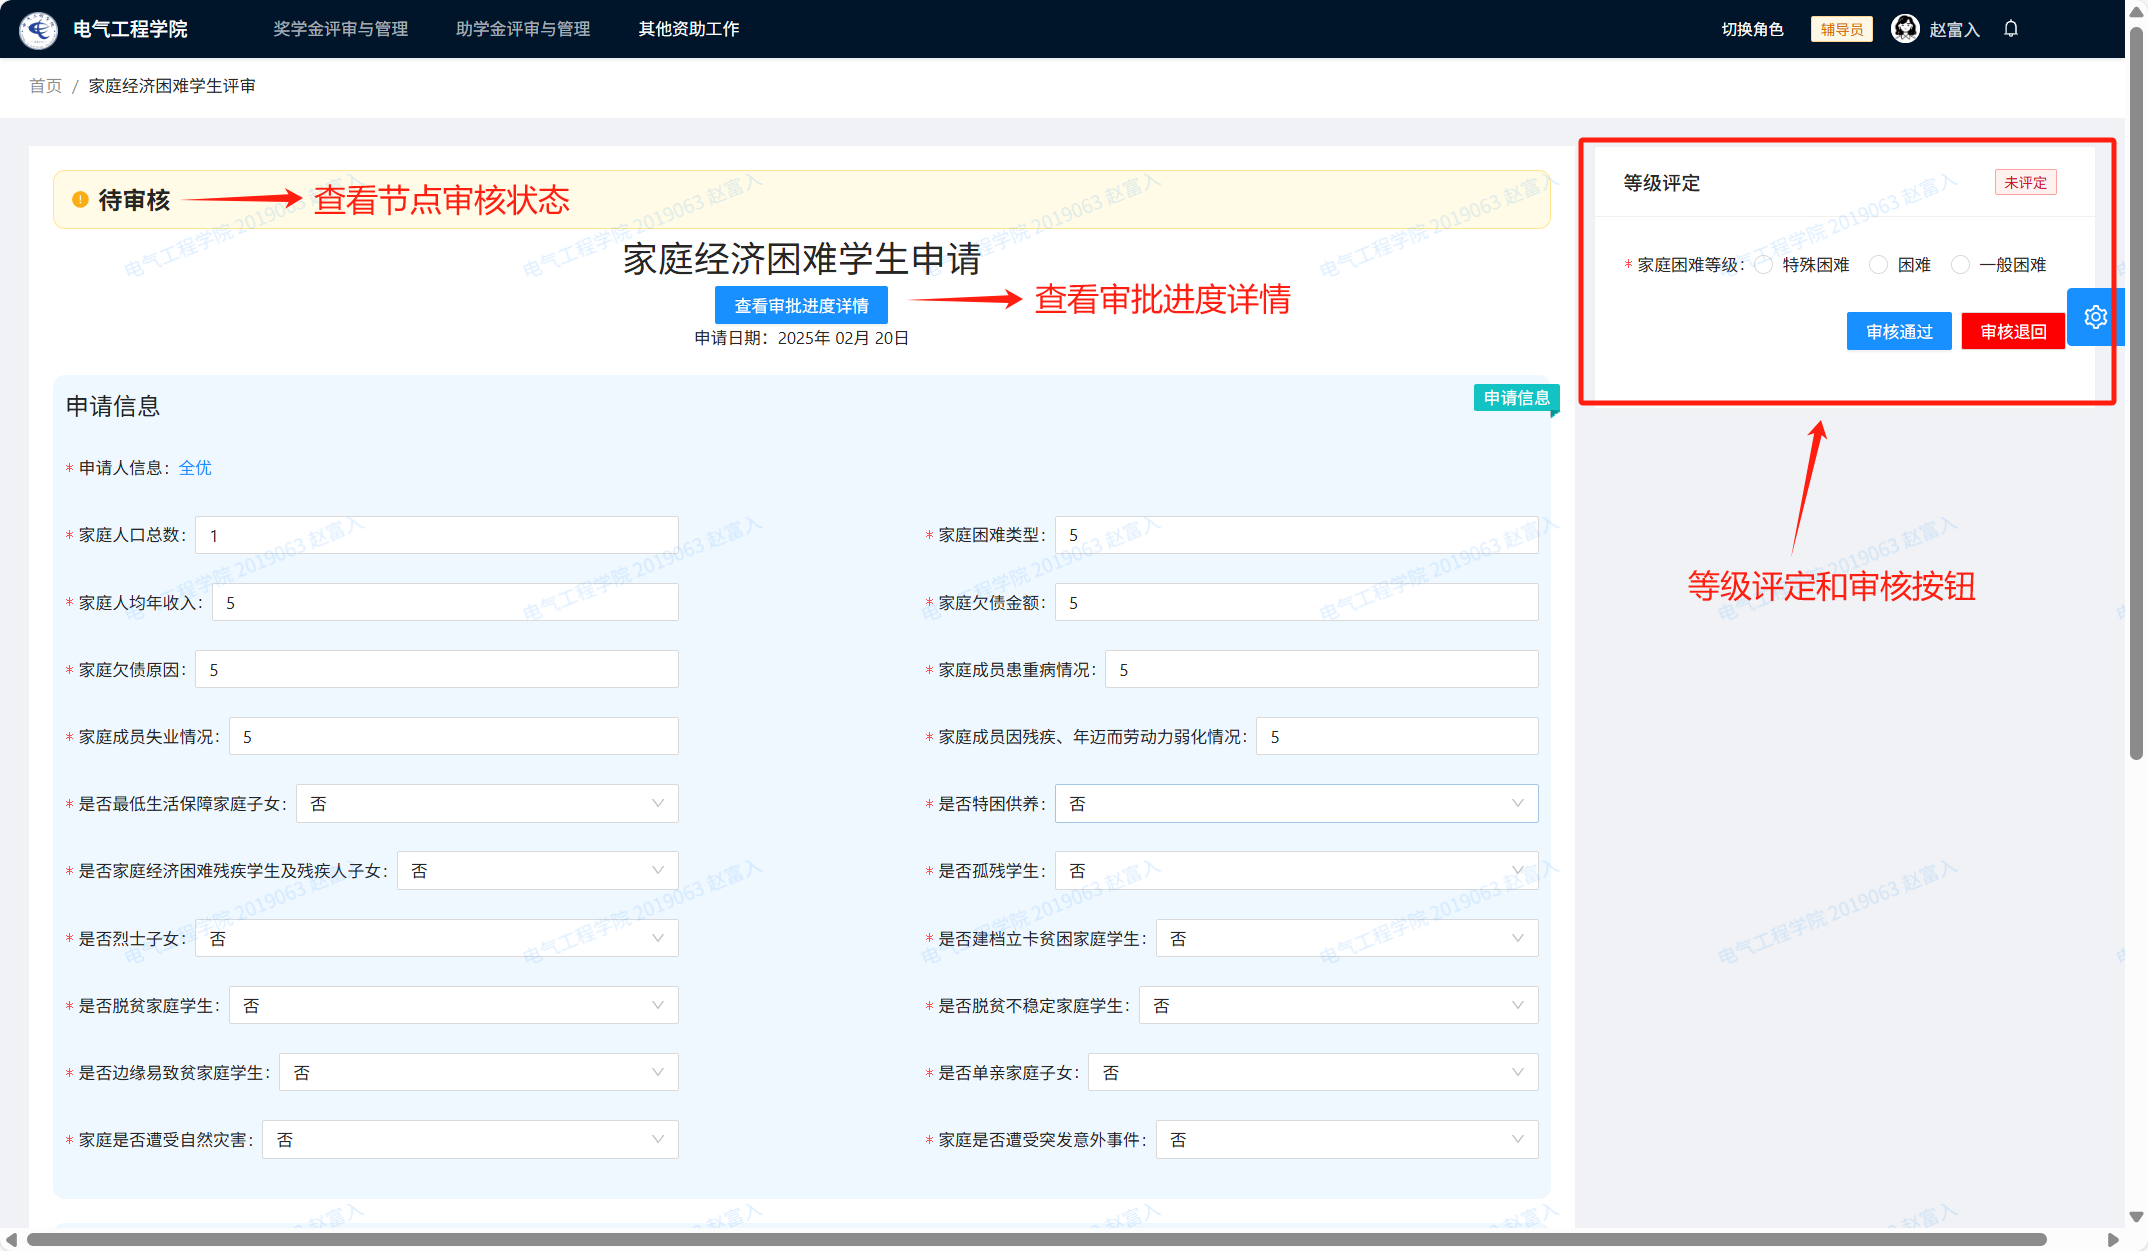 电气工程学院 奖学金评审与管理 助学金评审与管理 其他资助工作 切换角色 辅导员 赵富入
首页 / 家庭经济困难学生评审
待审核 查看节点审核状态
家庭经济困难学生申请
查看审批进度详情 查看审批进度详情
申请日期：2025年 02月 20日
等级评定 未评定
* 家庭困难等级： 特殊困难 困难 一般困难
审核通过 审核退回
等级评定和审核按钮
申请信息 申请信息
* 申请人信息：全优
* 家庭人口总数： 1 * 家庭困难类型： 5
* 家庭人均年收入： 5 * 家庭欠债金额： 5
* 家庭欠债原因： 5 * 家庭成员患重病情况： 5
* 家庭成员失业情况： 5 * 家庭成员因残疾、年迈而劳动力弱化情况： 5
* 是否最低生活保障家庭子女： 否 * 是否特困供养： 否
* 是否家庭经济困难残疾学生及残疾人子女： 否 * 是否孤残学生： 否
* 是否烈士子女： 否 * 是否建档立卡贫困家庭学生： 否
* 是否脱贫家庭学生： 否 * 是否脱贫不稳定家庭学生： 否
* 是否边缘易致贫家庭学生： 否 * 是否单亲家庭子女： 否
* 家庭是否遭受自然灾害： 否 * 家庭是否遭受突发意外事件： 否
电气工程学院 2019063 赵富入